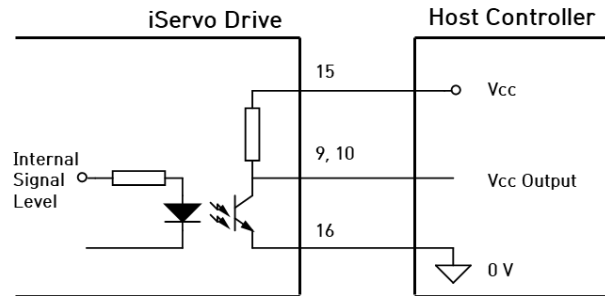 iServo Drive
Host Controller
15
Vcc
9, 10
Internal
Signal
Level
Vcc Output
16
0 V